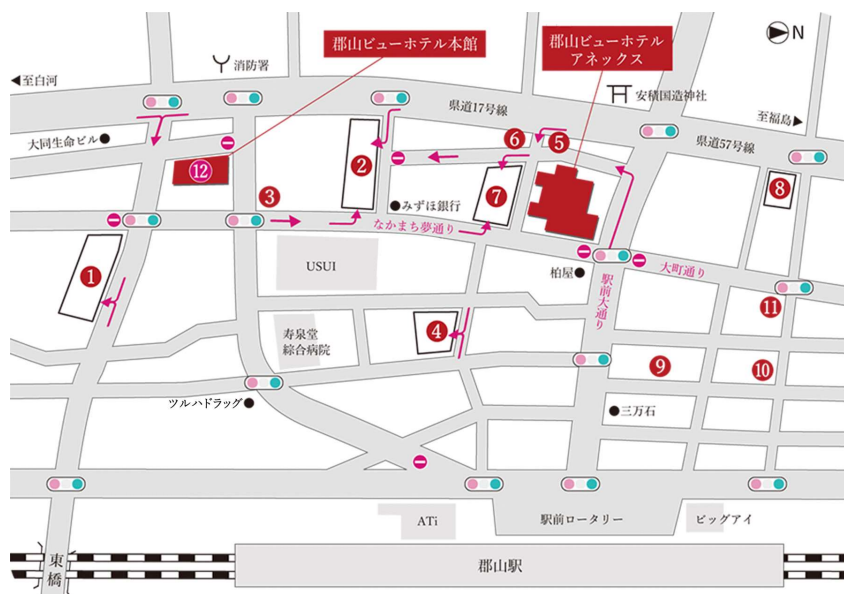 郡山ビューホテル本館
郡山ビューホテル
アネックス
N
消防署
◀至白河
安積国造神社
県道17号線
至福島▶
県道57号線
大同生命ビル
⑫
②
⑥
⑤
⑦
⑧
③
みずほ銀行
なかまち夢通り
USUI
①
柏屋
大町通り
駅前大通り
⑪
寿泉堂
綜合病院
④
⑨
⑩
ツルハドラッグ
三万石
ATi
駅前ロータリー
ビッグアイ
東橋
郡山駅